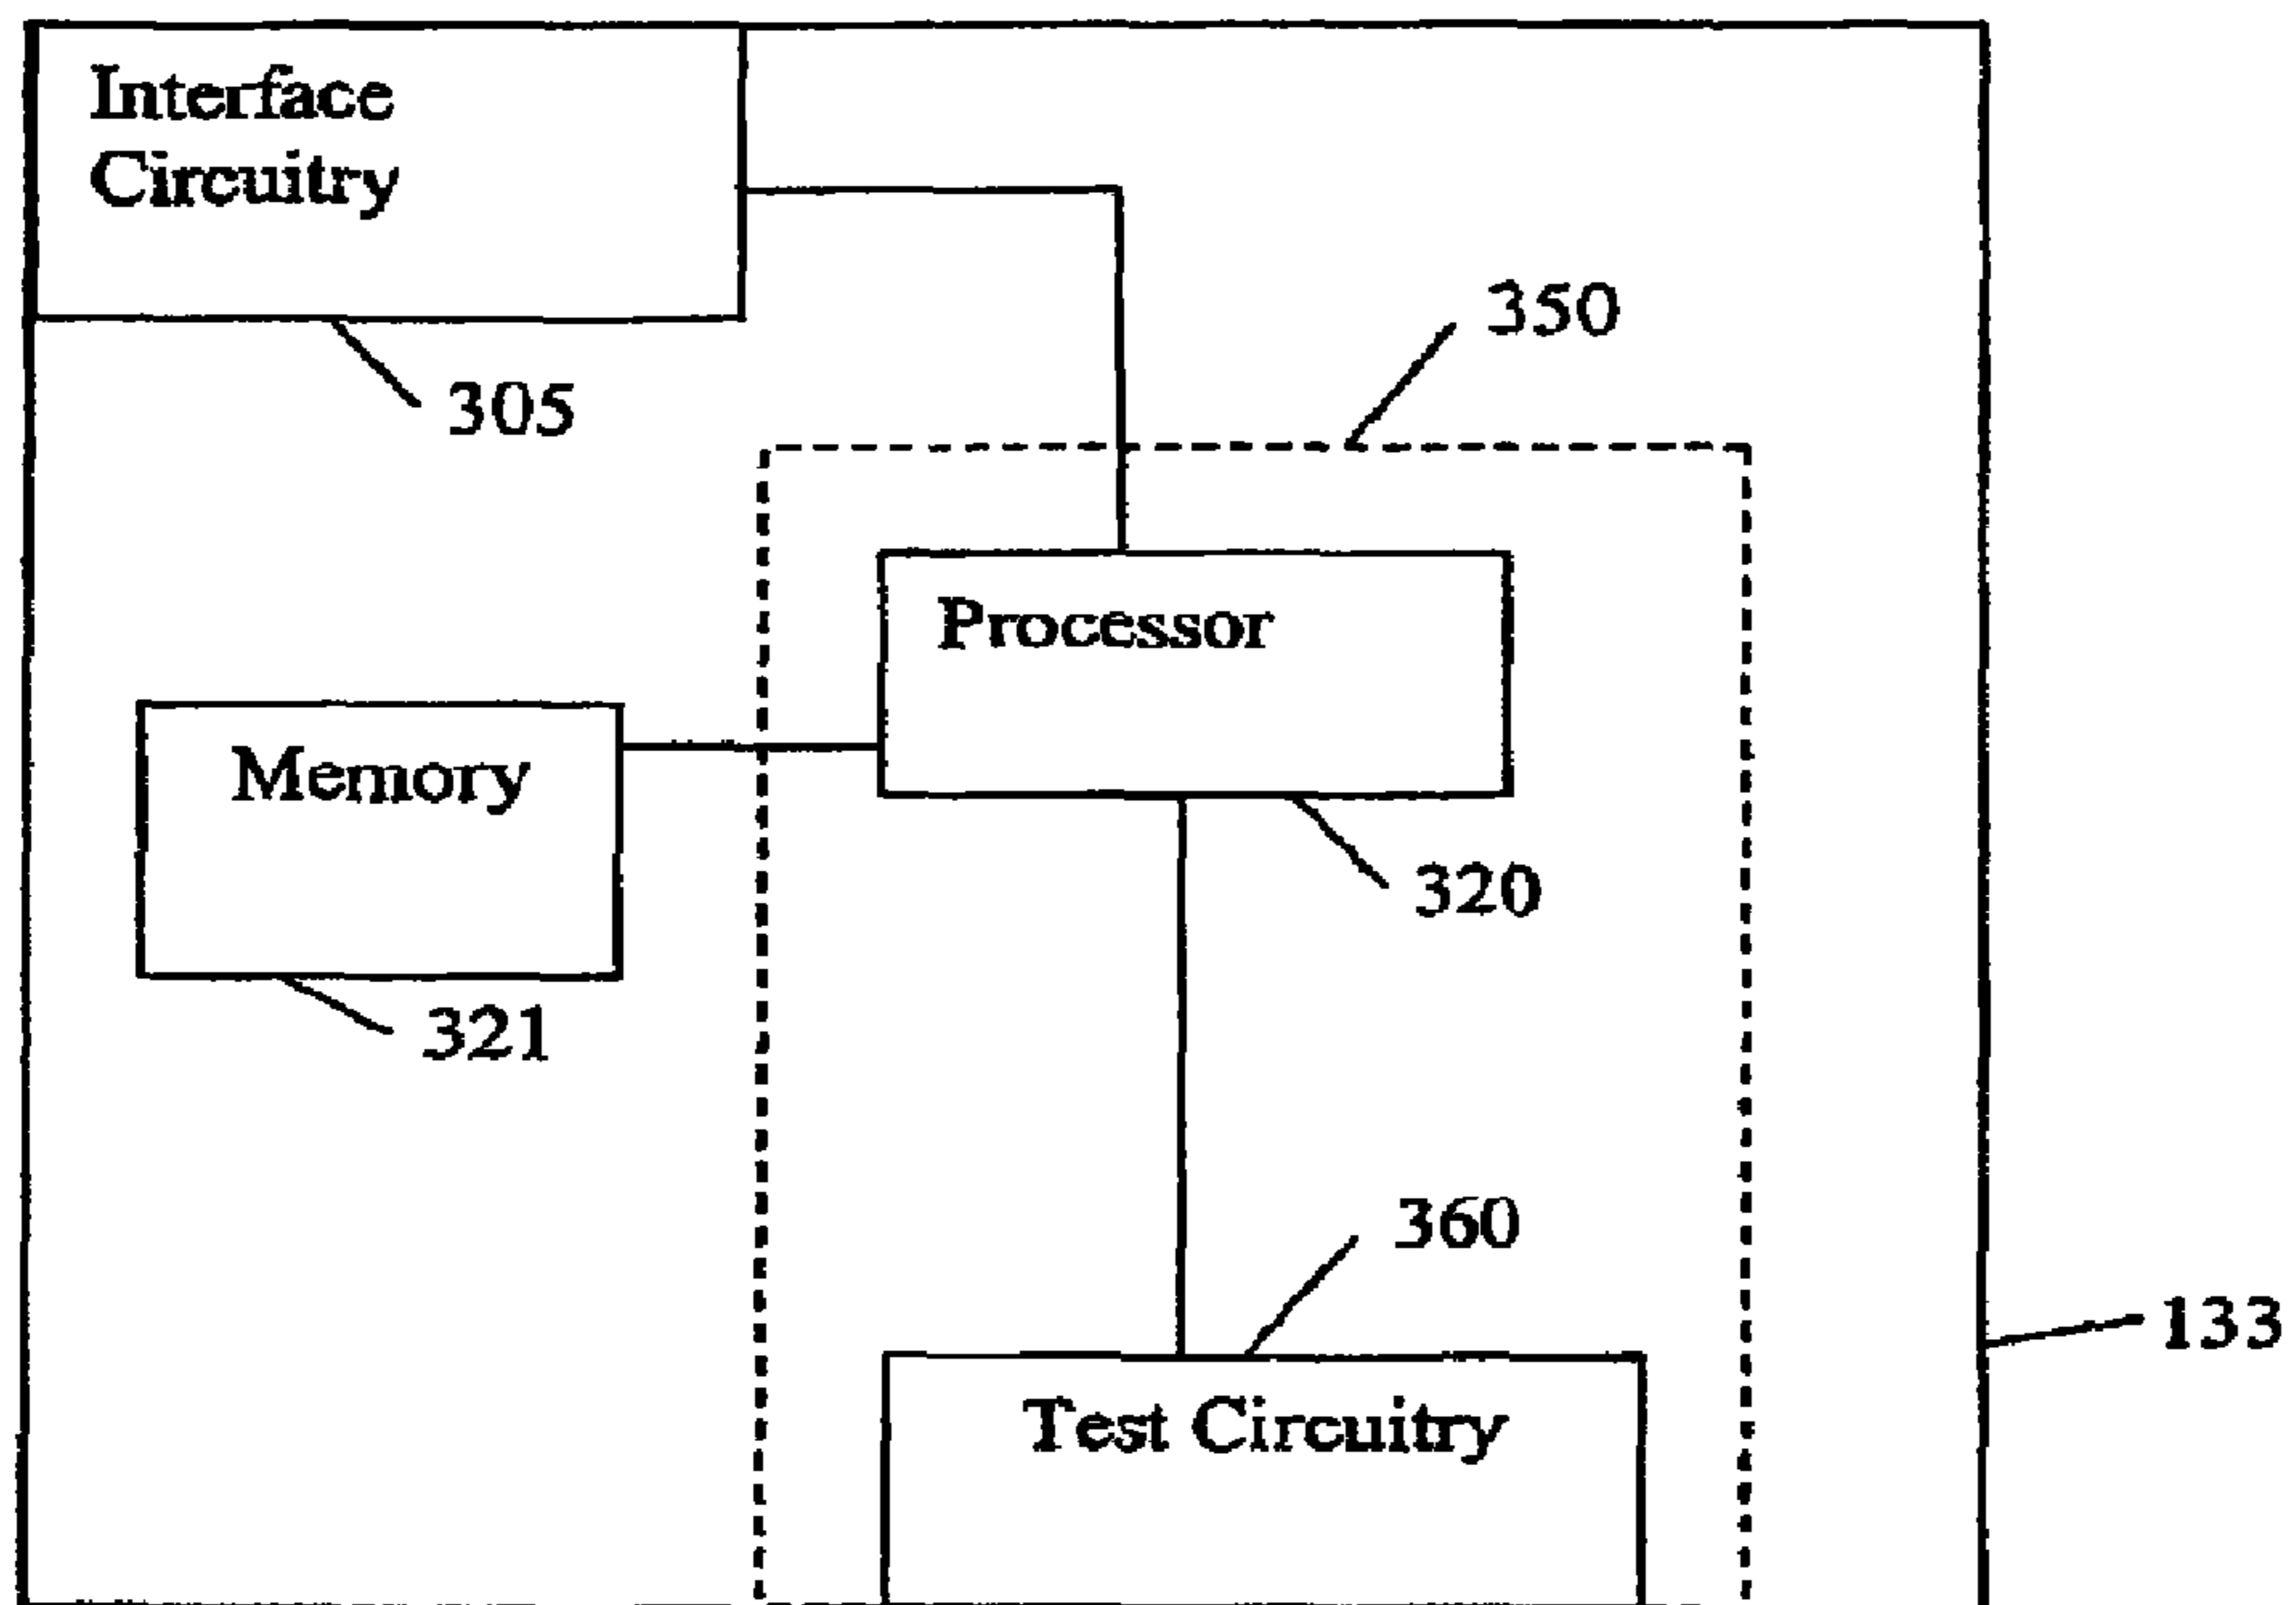 Interface
Circuitry
350
305
Processor
Memory
320
321
360
133
Test Circuitry